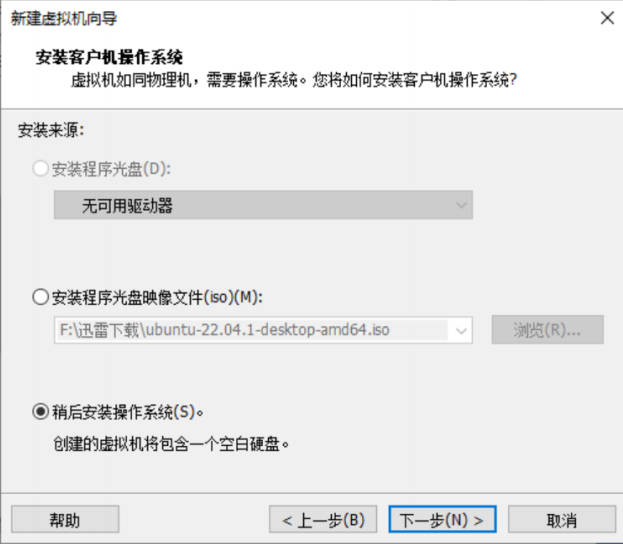 新建虚拟机向导
安装客户机操作系统
虚拟机如同物理机，需要操作系统。您将如何安装客户机操作系统?
安装来源:
安装程序光盘(D):
无可用驱动器
安装程序光盘映像文件(iso)(M):
F:\迅雷下载\ubuntu-22.04.1-desktop-amd64.iso
浏览(R)...
稍后安装操作系统(S)。
创建的虚拟机将包含一个空白硬盘。
帮助
< 上一步(B)
下一步(N) >
取消